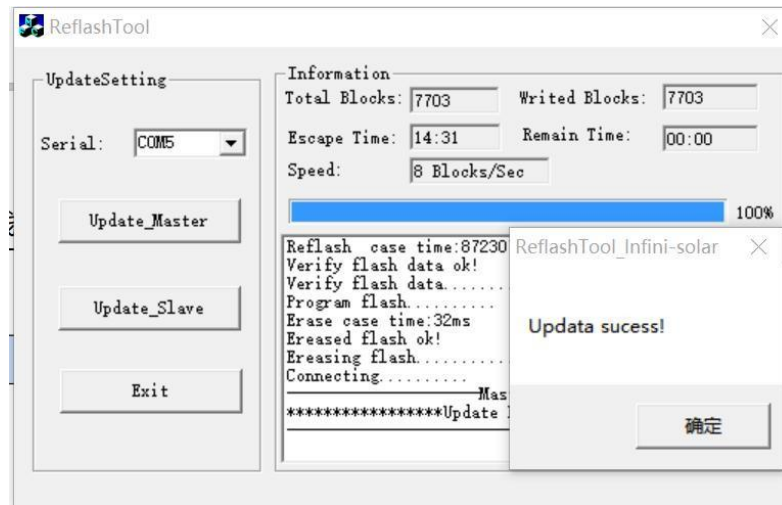 ReflashTool
UpdateSetting
Serial:
COM5
Update_Master
Update_Slave
Exit
Information
Total Blocks: 7703
Writed Blocks: 7703
Escape Time: 14:31
Remain Time: 00:00
Speed: 8 Blocks/Sec
100%
Reflash case time:87230
Verify flash data ok!
Verify flash data.......
Program flash..........
Erase case time:32ms
Ereased flash ok!
Ereasing flash..........
Connecting..........
Mas
*****************Update
ReflashTool_Infini-solar
Updata sucess!
确定